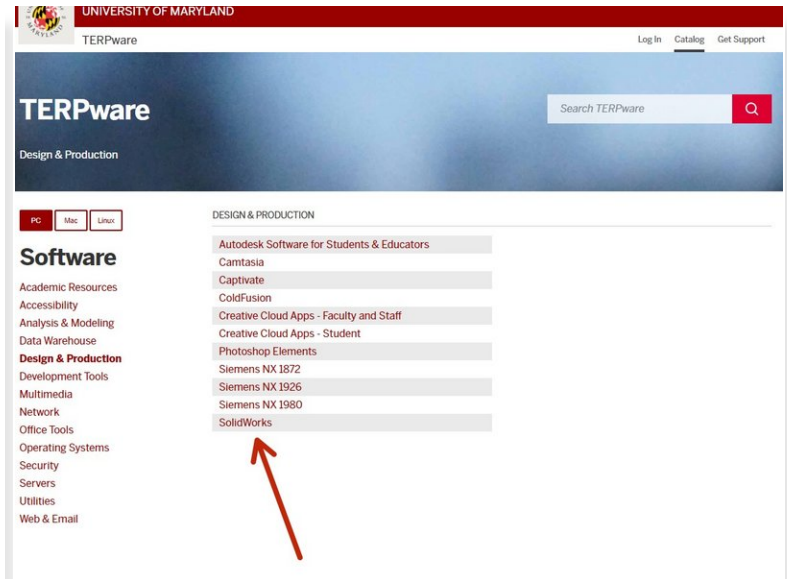 UNIVERSITY OF MARYLAND
TERPware
Log In Catalog Get Support
TERPware
Search TERPware
Design & Production
PC Mac Linux
Software
Academic Resources
Accessibility
Analysis & Modeling
Data Warehouse
Design & Production
Development Tools
Multimedia
Network
Office Tools
Operating Systems
Security
Servers
Utilities
Web & Email
DESIGN & PRODUCTION
Autodesk Software for Students & Educators
Camtasia
Captivate
ColdFusion
Creative Cloud Apps - Faculty and Staff
Creative Cloud Apps - Student
Photoshop Elements
Siemens NX 1872
Siemens NX 1926
Siemens NX 1980
SolidWorks